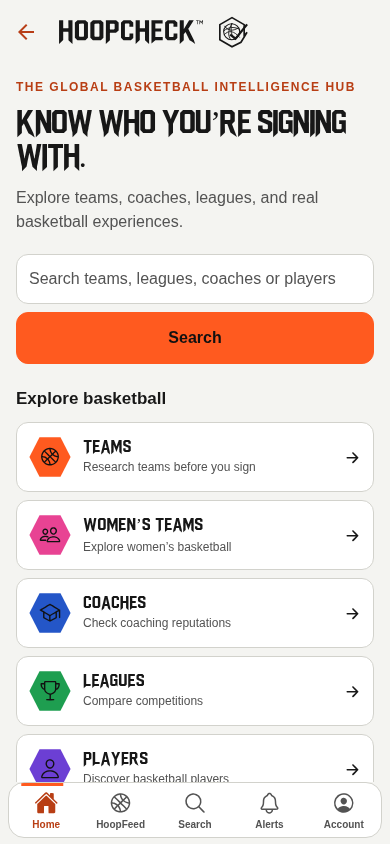 HOOPCHECK™
THE GLOBAL BASKETBALL INTELLIGENCE HUB
KNOW WHO YOU’RE SIGNING
WITH.
Explore teams, coaches, leagues, and real
basketball experiences.
Search teams, leagues, coaches or players
Search
Explore basketball
TEAMS
Research teams before you sign
WOMEN’S TEAMS
Explore women’s basketball
COACHES
Check coaching reputations
LEAGUES
Compare competitions
PLAYERS
Discover basketball players
Home HoopFeed Search Alerts Account